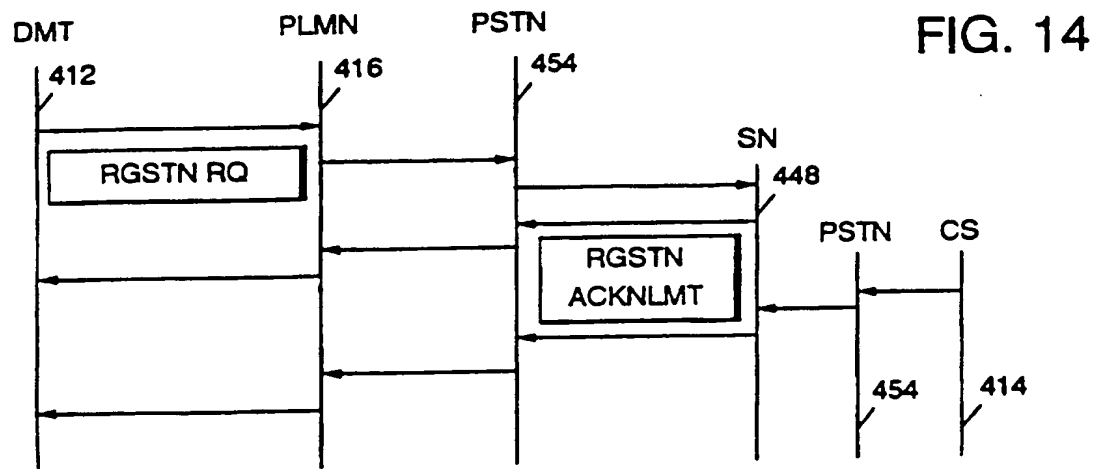 FIG. 14
DMT
PLMN
PSTN
412
416
454
RGSTN RQ
SN
448
PSTN
CS
RGSTN
ACKNLMT
454
414